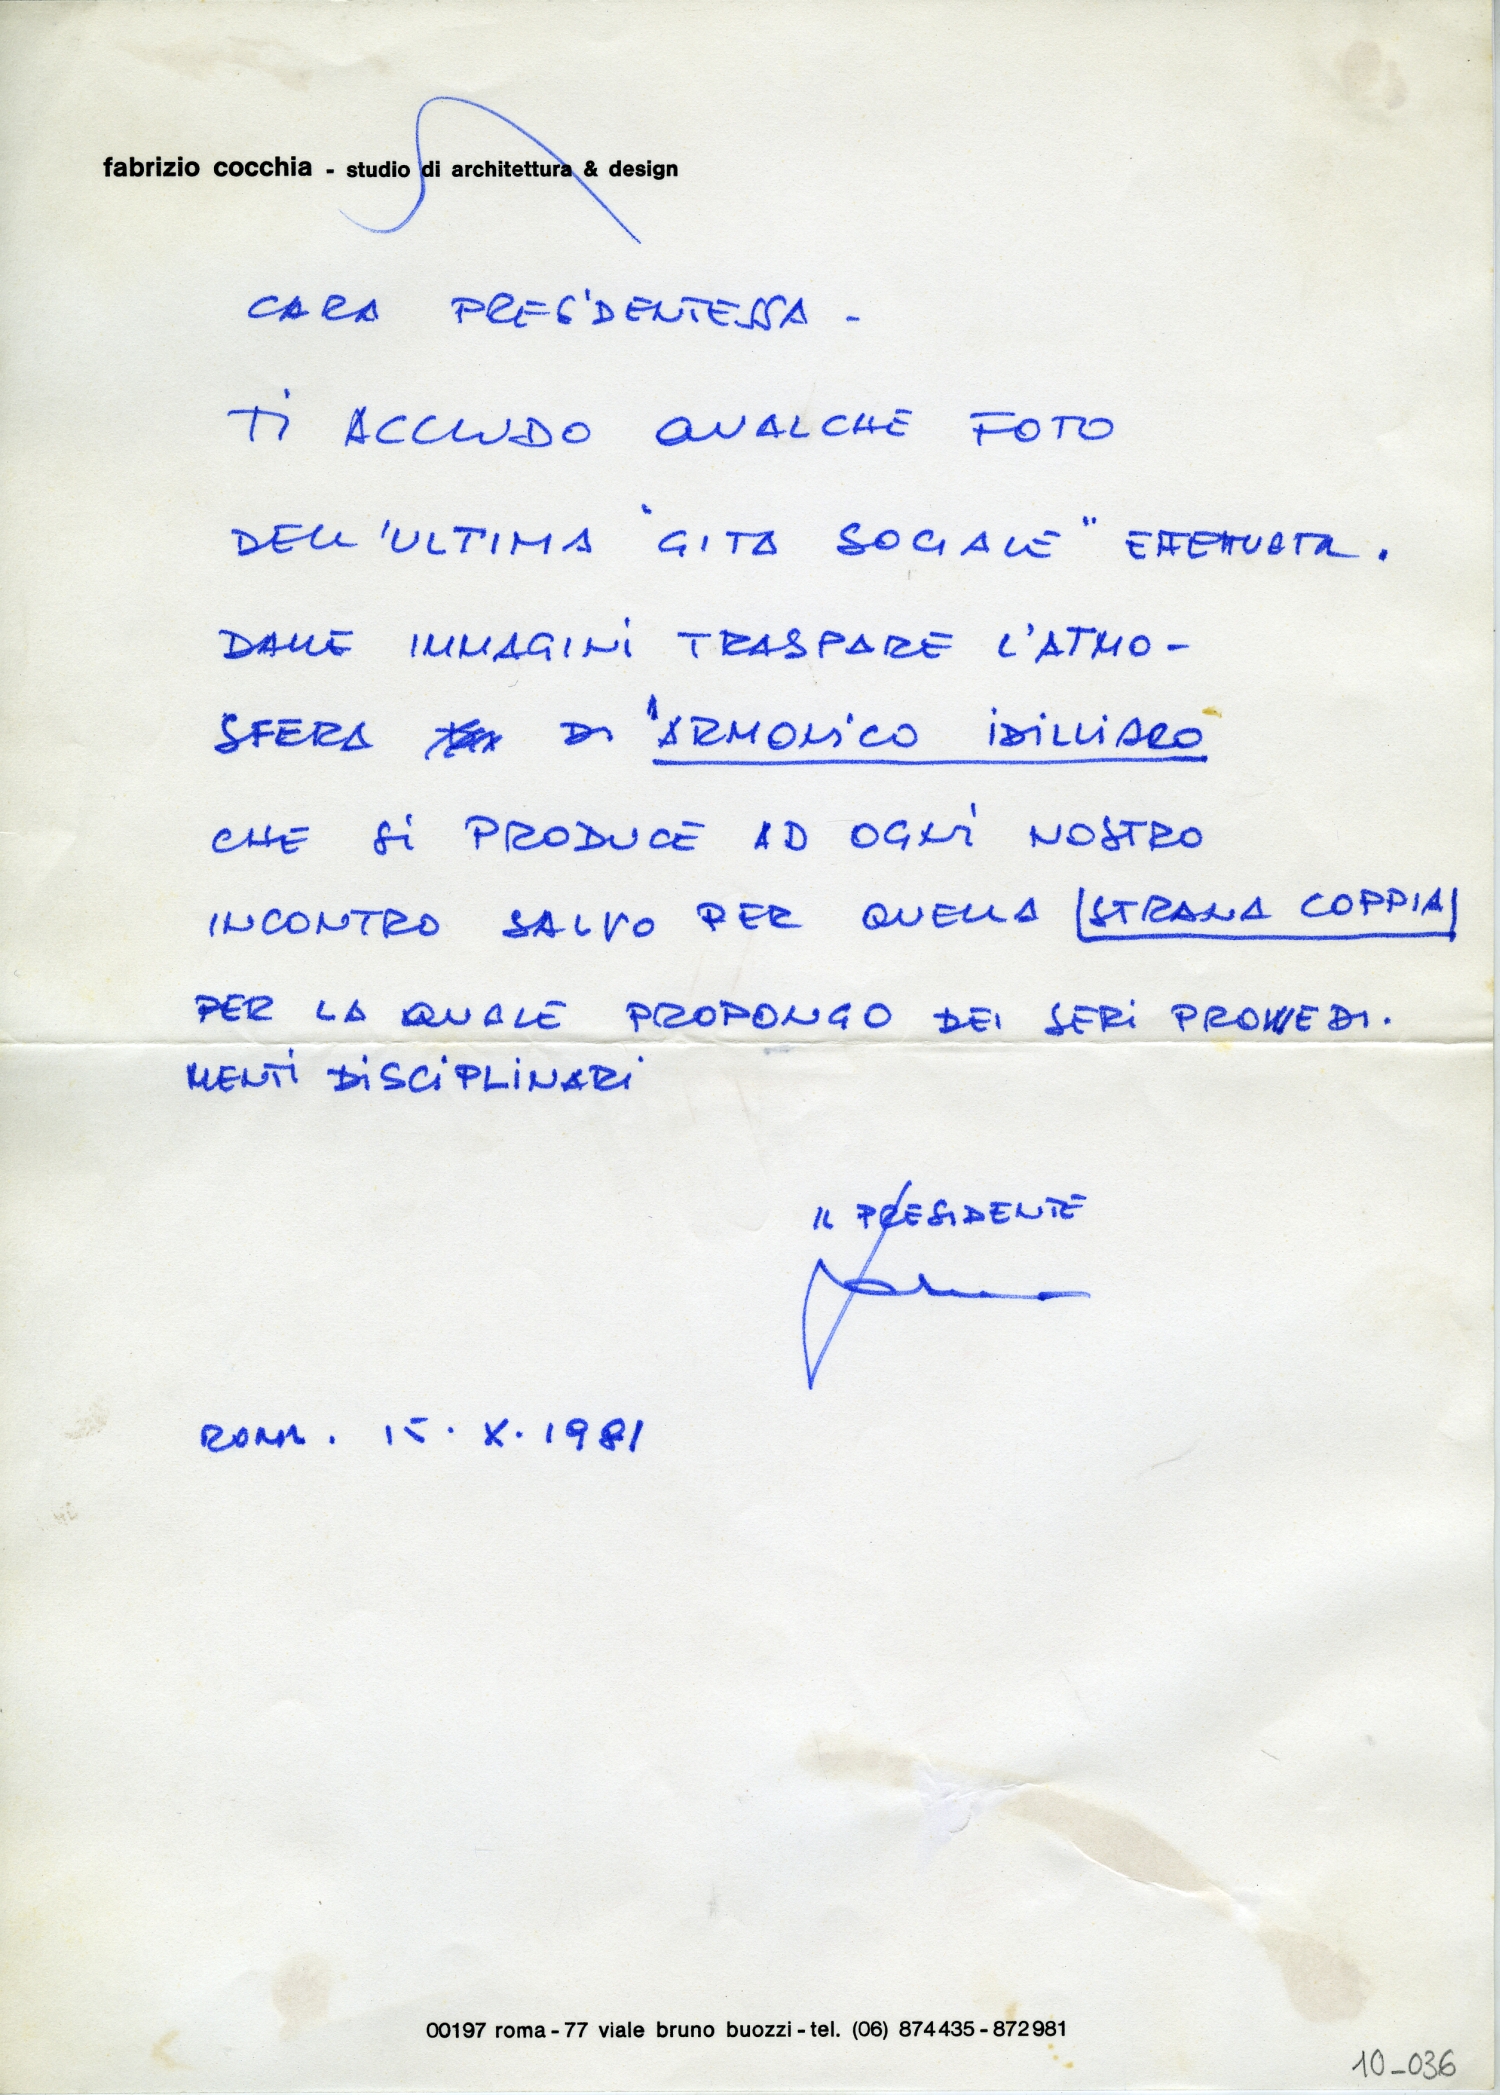 fabrizio cocchia - studio di architettura & design
CARA PRESIDENTESSA -
TI ACCLUDO QUALCHE FOTO
DELL'ULTIMA "GITA SOCIALE" EFFETTUATA.
DALLE IMMAGINI TRASPARE L'ATMO-
SFERA DI "ARMONICO IDILLIACO
CHE SI PRODUCE AD OGNI NOSTRO
INCONTRO SALVO PER QUELLA |STRANA COPPIA|
PER LA QUALE PROPONGO DEI SERI PROVVEDI.
MENTI DISCIPLINARI
IL PRESIDENTE
ROMA. 15. X. 1981
00197 roma - 77 viale bruno buozzi - tel. (06) 874435 - 872981
10_036